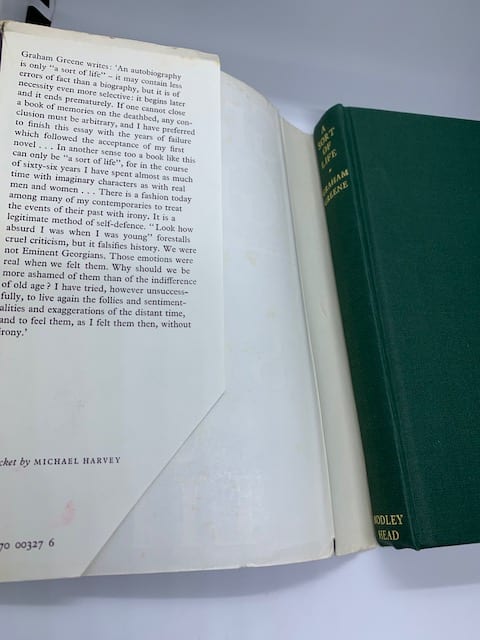 Graham Greene writes: 'An autobiography
is only "a sort of life" – it may contain less
errors of fact than a biography, but it is of
necessity even more selective: it begins later
and it ends prematurely. If one cannot close
a book of memories on the deathbed, any con-
clusion must be arbitrary, and I have preferred
to finish this essay with the years of failure
which followed the acceptance of my first
novel . . . In another sense too a book like this
can only be "a sort of life", for in the course
of sixty-six years I have spent almost as much
time with imaginary characters as with real
men and women . . . There is a fashion today
among many of my contemporaries to treat
the events of their past with irony. It is a
legitimate method of self-defence. "Look how
absurd I was when I was young" forestalls
cruel criticism, but it falsifies history. We were
not Eminent Georgians. Those emotions were
real when we felt them. Why should we be
more ashamed of them than of the indifference
of old age? I have tried, however unsuccess-
fully, to live again the follies and sentiment-
alities and exaggerations of the distant time,
and to feel them, as I felt them then, without
irony.'
cket by MICHAEL HARVEY
70 00327 6
A
SORT
OF
LIFE
GRAHAM
GREENE
BODLEY
HEAD